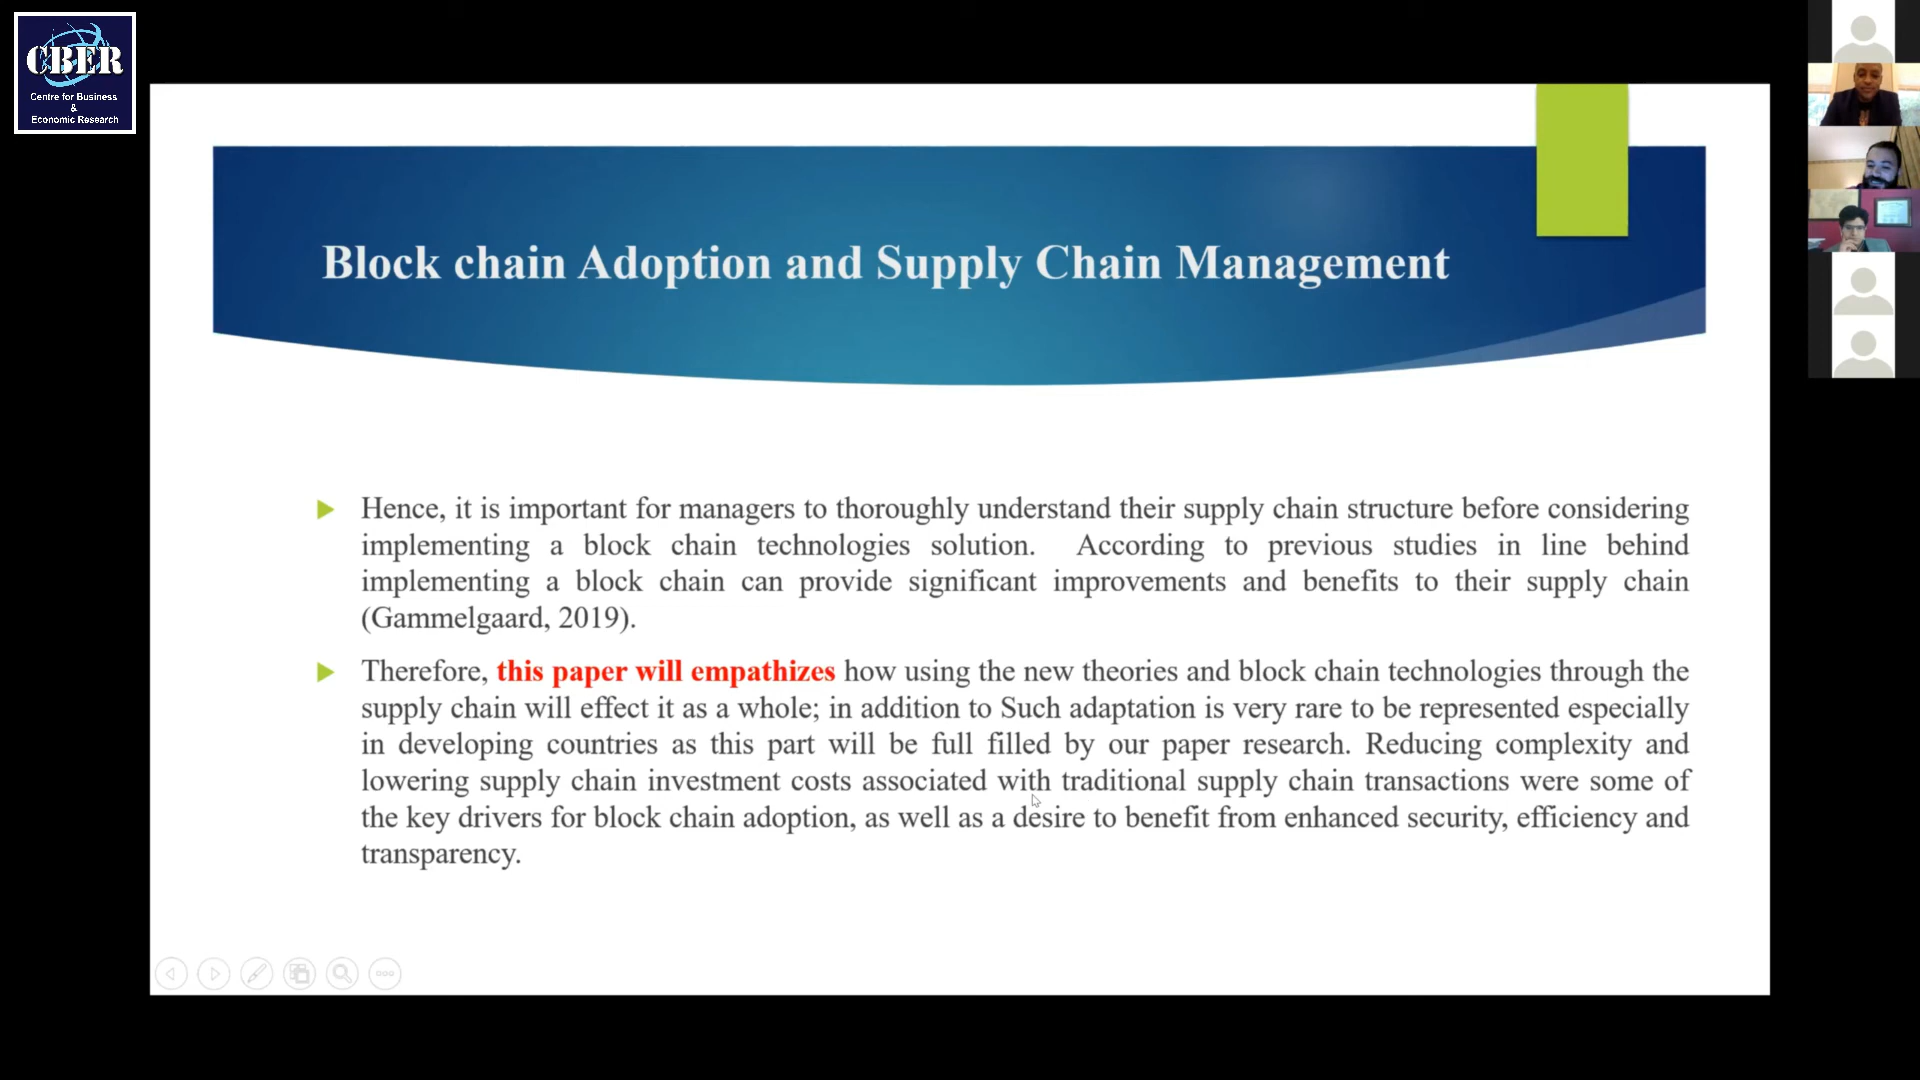 CBER
Centre for Business
&
Economic Research
Block chain Adoption and Supply Chain Management
Hence, it is important for managers to thoroughly understand their supply chain structure before considering
implementing a block chain technologies solution. According to previous studies in line behind
implementing a block chain can provide significant improvements and benefits to their supply chain
(Gammelgaard, 2019).
Therefore, this paper will empathizes how using the new theories and block chain technologies through the
supply chain will effect it as a whole; in addition to Such adaptation is very rare to be represented especially
in developing countries as this part will be full filled by our paper research. Reducing complexity and
lowering supply chain investment costs associated with traditional supply chain transactions were some of
the key drivers for block chain adoption, as well as a desire to benefit from enhanced security, efficiency and
transparency.